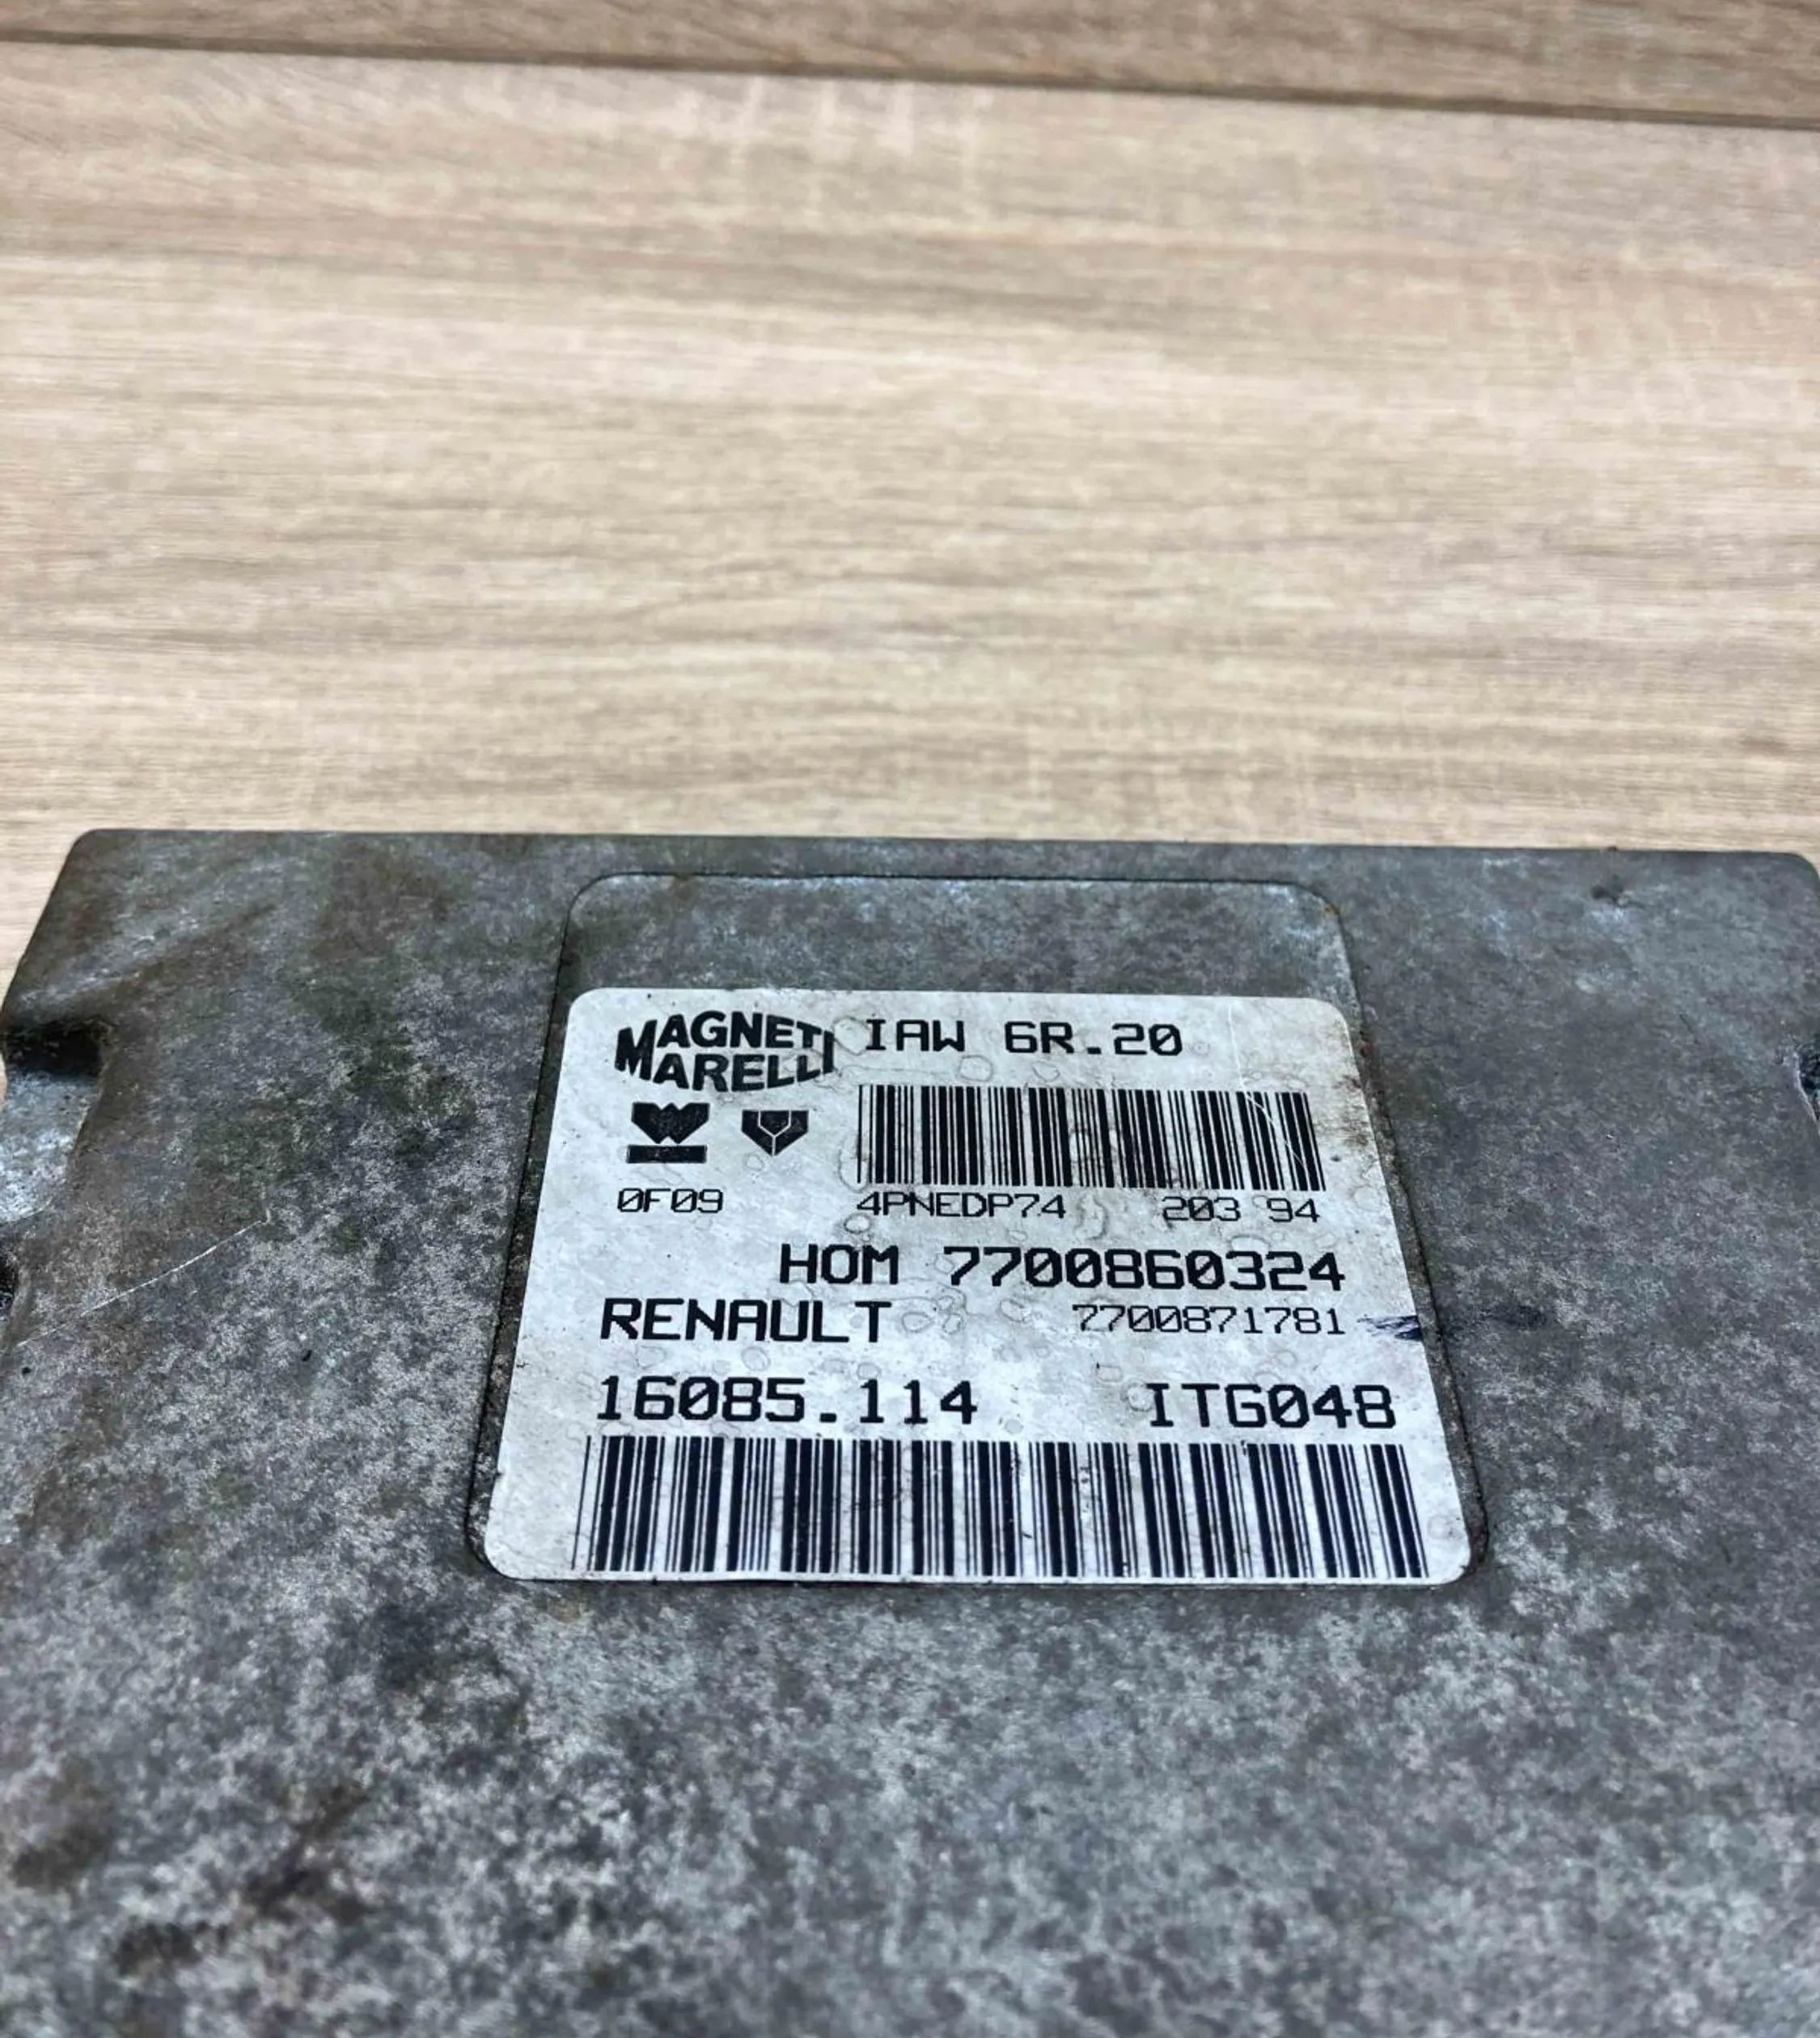 MAGNETI MARELLI IAW 6R.20
0F09 4PNEDP74 203 94
HOM 7700860324
RENAULT 7700871781
16085.114 ITG048